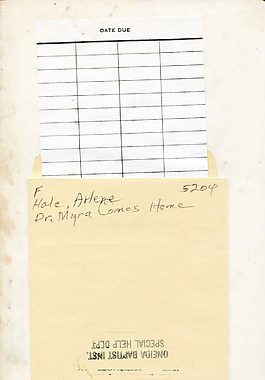 DATE DUE
F 5204
Hale, Arlene
Dr. Myra Comes Home
ONEIDA BAPTIST INST.
SPECIAL HELP DEPT